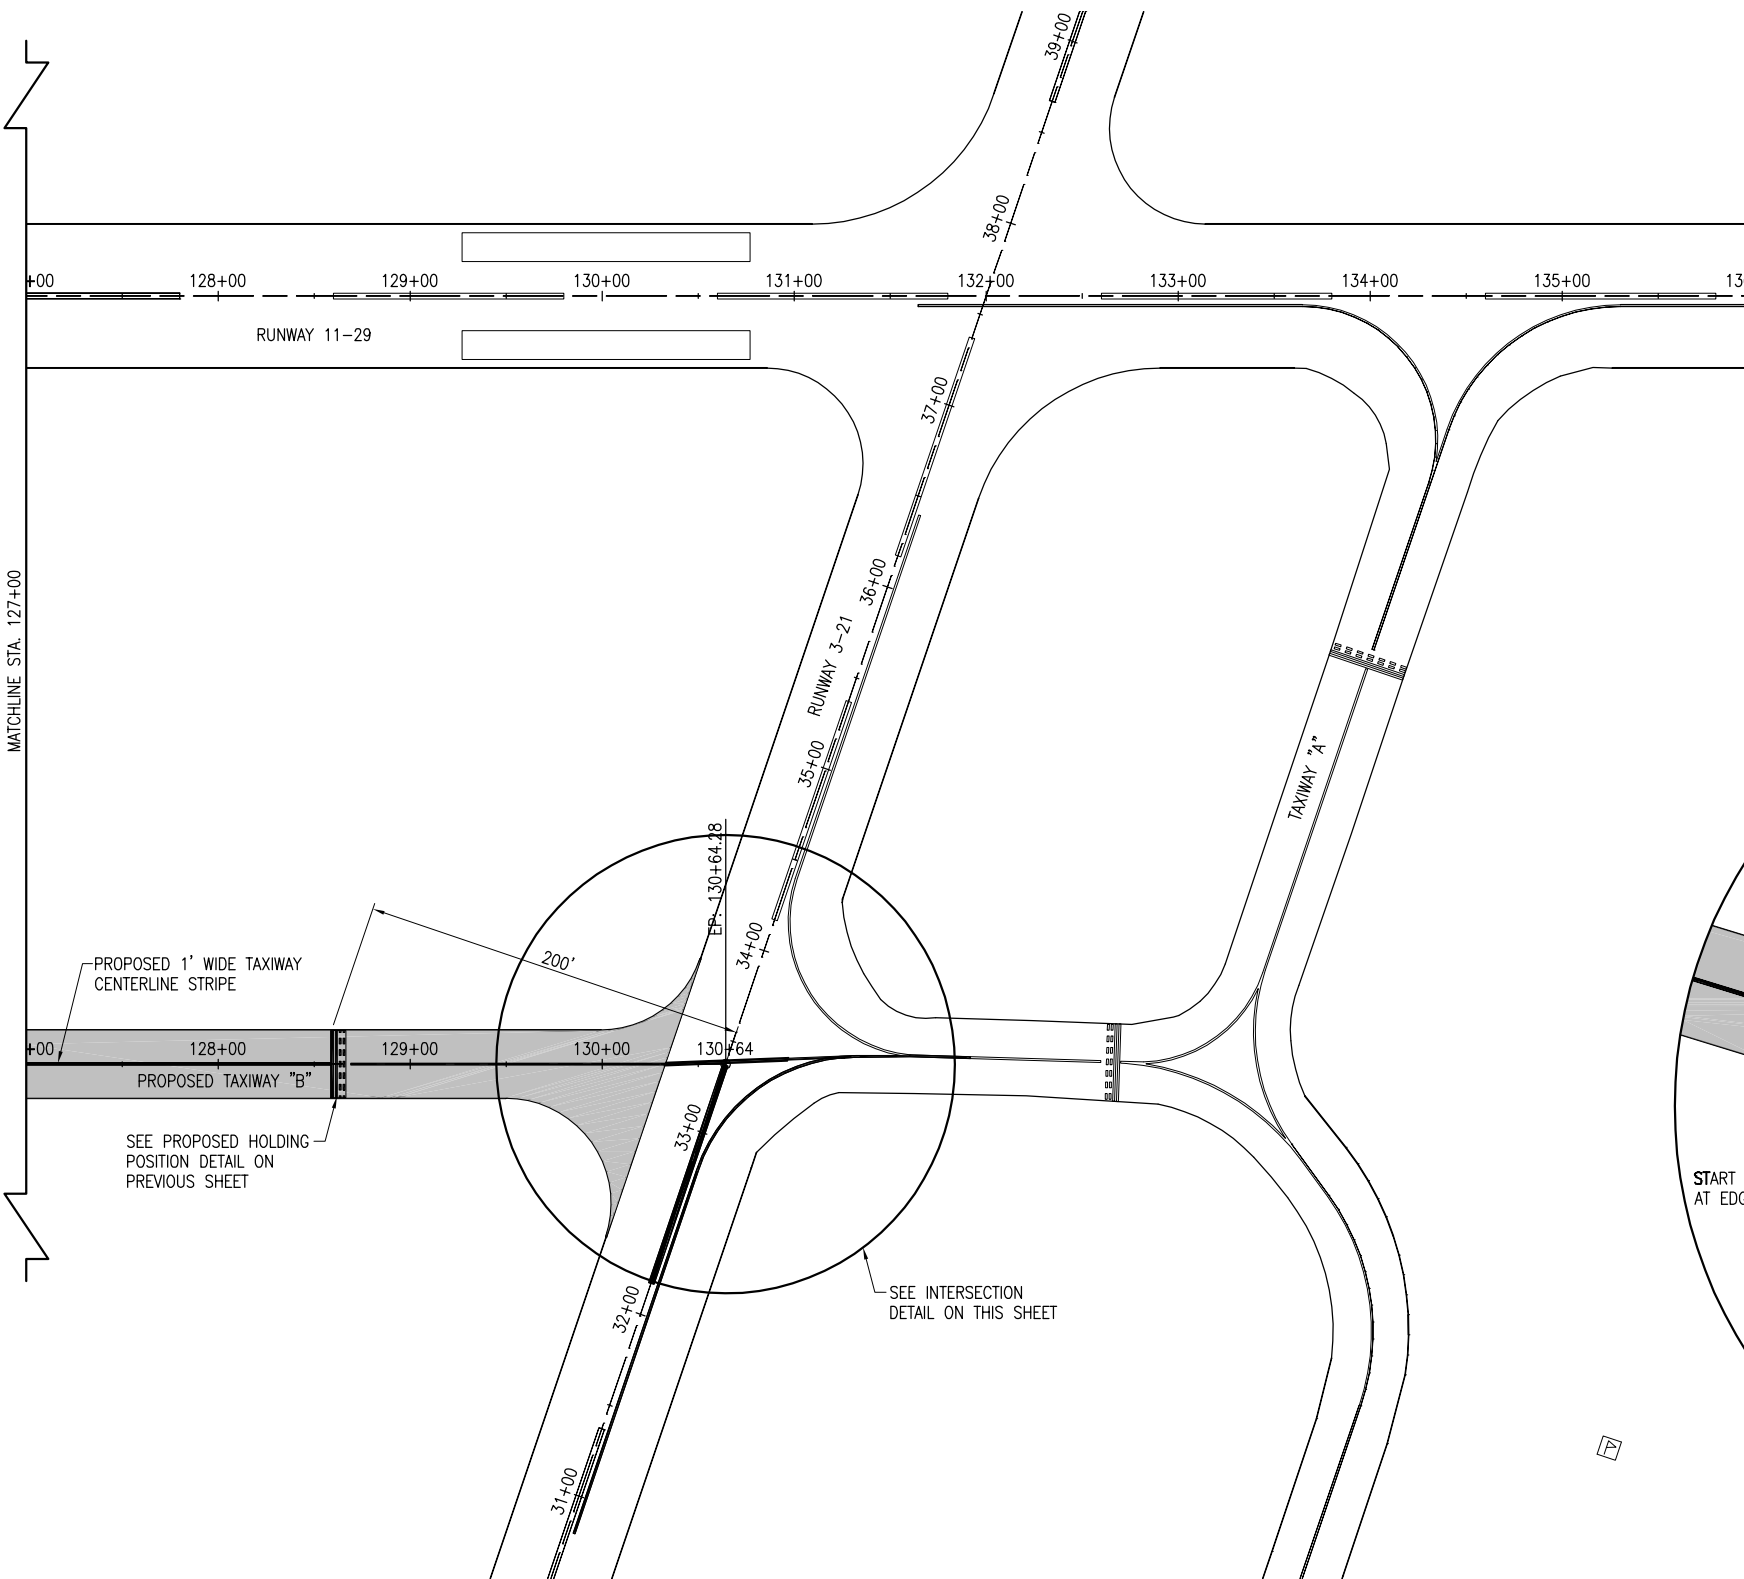 39+00
38+00
+00
128+00
129+00
130+00
131+00
132+00
133+00
134+00
135+00
13
RUNWAY 11-29
37+00
36+00
MATCHLINE STA. 127+00
RUNWAY 3-21
35+00
TAXIWAY "A"
EP: 130+64.28
34+00
200'
PROPOSED 1' WIDE TAXIWAY
CENTERLINE STRIPE
+00
128+00
129+00
130+00
130+64
PROPOSED TAXIWAY "B"
33+00
SEE PROPOSED HOLDING
POSITION DETAIL ON
PREVIOUS SHEET
START
AT EDG
SEE INTERSECTION
DETAIL ON THIS SHEET
32+00
31+00